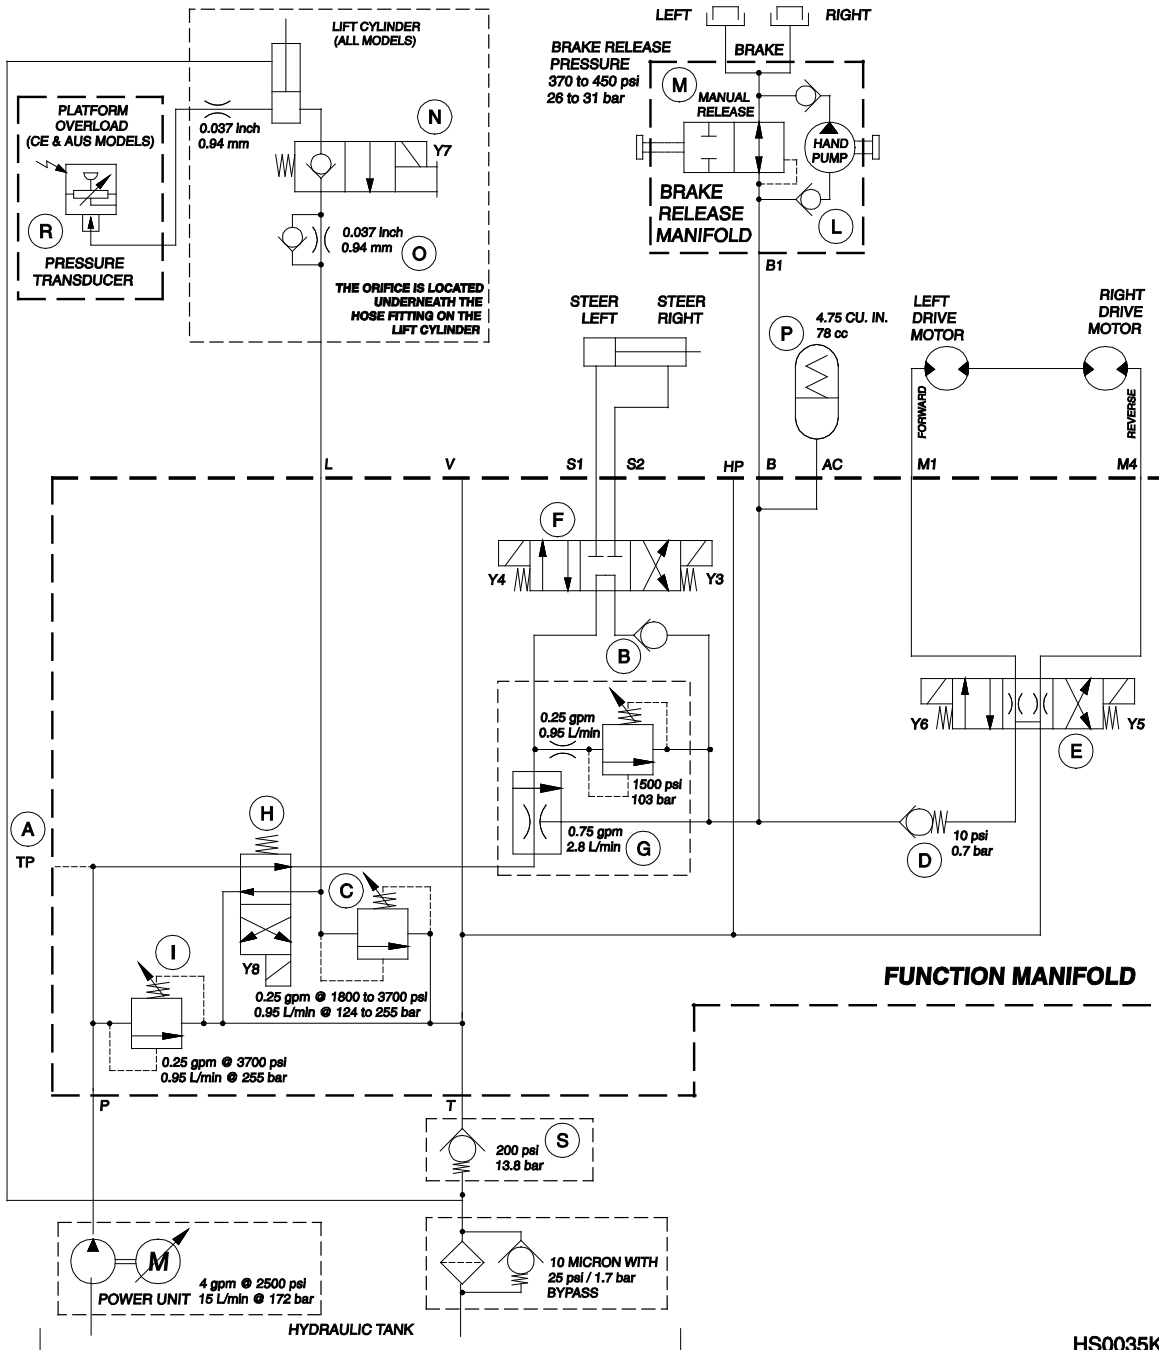 LEFT
RIGHT
BRAKE
LIFT CYLINDER
(ALL MODELS)
BRAKE RELEASE
PRESSURE
370 to 450 psi
26 to 31 bar
M
MANUAL
RELEASE
HAND
PUMP
BRAKE
RELEASE
MANIFOLD
L
B1
PLATFORM
OVERLOAD
(CE & AUS MODELS)
R
PRESSURE
TRANSDUCER
0.037 inch
0.94 mm
N
Y7
0.037 inch
0.94 mm
O
THE ORIFICE IS LOCATED
UNDERNEATH THE
HOSE FITTING ON THE
LIFT CYLINDER
STEER
LEFT
STEER
RIGHT
P
4.75 CU. IN.
78 cc
LEFT
DRIVE
MOTOR
RIGHT
DRIVE
MOTOR
FORWARD
REVERSE
L
V
S1
S2
HP
B
AC
M1
M4
F
Y4
Y3
B
0.25 gpm
0.95 L/min
1500 psi
103 bar
0.75 gpm
2.8 L/min
G
Y6
Y5
E
D
10 psi
0.7 bar
A
TP
H
C
Y8
I
0.25 gpm @ 1800 to 3700 psi
0.95 L/min @ 124 to 255 bar
0.25 gpm @ 3700 psi
0.95 L/min @ 255 bar
FUNCTION MANIFOLD
P
T
S
200 psi
13.8 bar
M
POWER UNIT
4 gpm @ 2500 psi
15 L/min @ 172 bar
10 MICRON WITH
25 psi / 1.7 bar
BYPASS
HYDRAULIC TANK
HS0035K